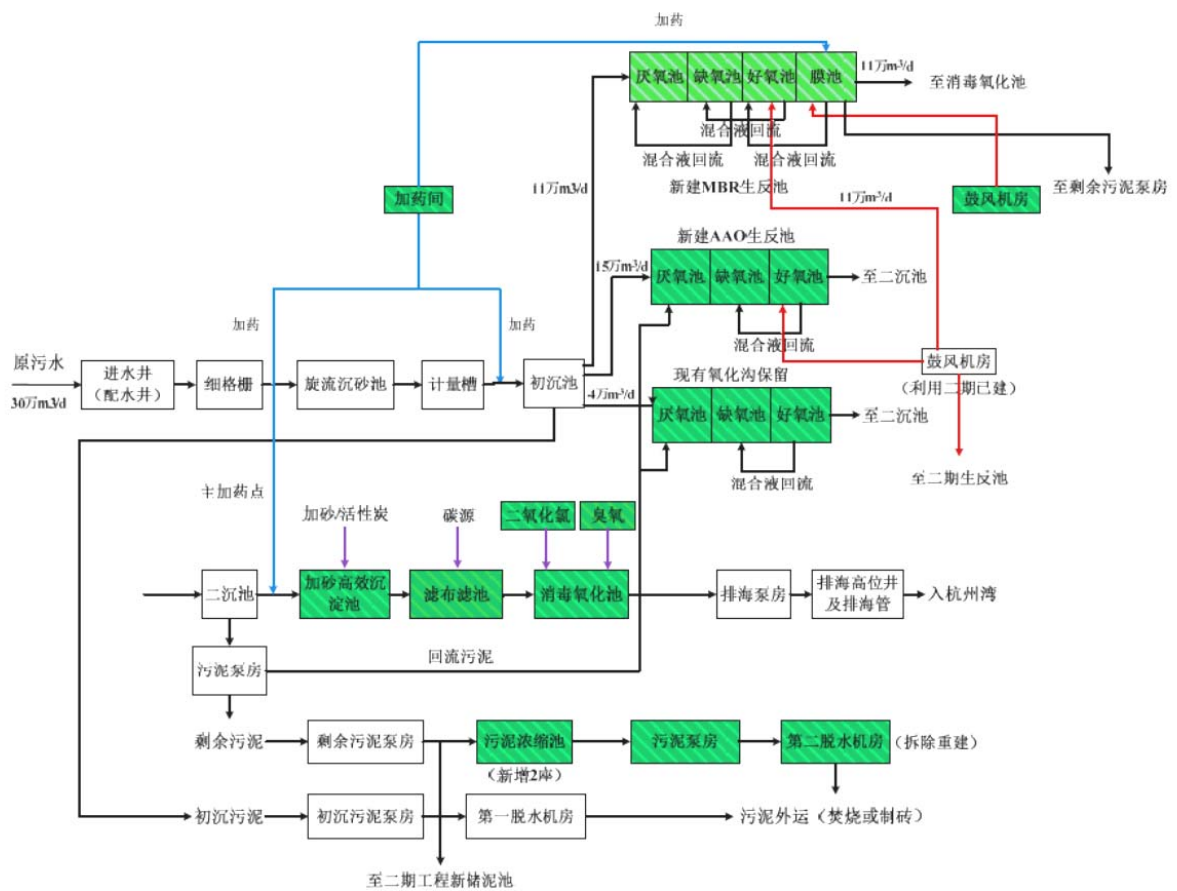 加药
厌氧池
缺氧池
好氧池
膜池
11万m³/d
至消毒氧化池
混合液回流
混合液回流
混合液回流
11万m3/d
新建MBR生反池
11万m³/d
至剩余污泥泵房
加药间
鼓风机房
新建AAO生反池
15万m³/d
厌氧池
缺氧池
好氧池
至二沉池
加药
加药
混合液回流
原污水
30万m3/d
进水井
（配水井）
细格栅
旋流沉砂池
计量槽
初沉池
现有氧化沟保留
4万m³/d
鼓风机房
（利用二期已建）
厌氧池
缺氧池
好氧池
至二沉池
混合液回流
至二期生反池
主加药点
加砂/活性炭
碳源
二氧化氯
臭氧
二沉池
加砂高效沉
淀池
滤布滤池
消毒氧化池
排海泵房
排海高位井
及排海管
入杭州湾
污泥泵房
回流污泥
剩余污泥
剩余污泥泵房
污泥浓缩池
（新增2座）
污泥泵房
第二脱水机房
（拆除重建）
初沉污泥
初沉污泥泵房
第一脱水机房
污泥外运（焚烧或制砖）
至二期工程新储泥池